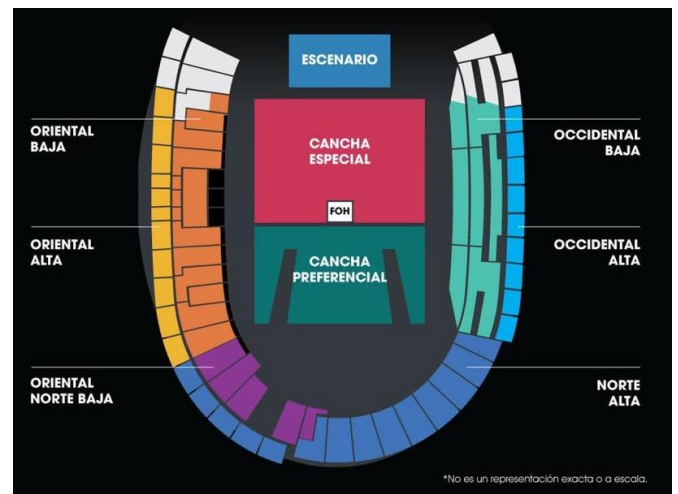 ESCENARIO
ORIENTAL
BAJA
CANCHA
ESPECIAL
OCCIDENTAL
BAJA
FOH
ORIENTAL
ALTA
CANCHA
PREFERENCIAL
OCCIDENTAL
ALTA
ORIENTAL
NORTE BAJA
NORTE
ALTA
*No es un representación exacta o a escala.